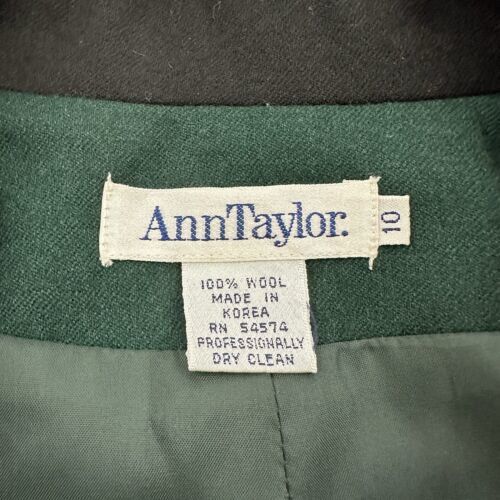 AnnTaylor.
10
100% WOOL
MADE IN
KOREA
RN 54574
PROFESSIONALLY
DRY CLEAN